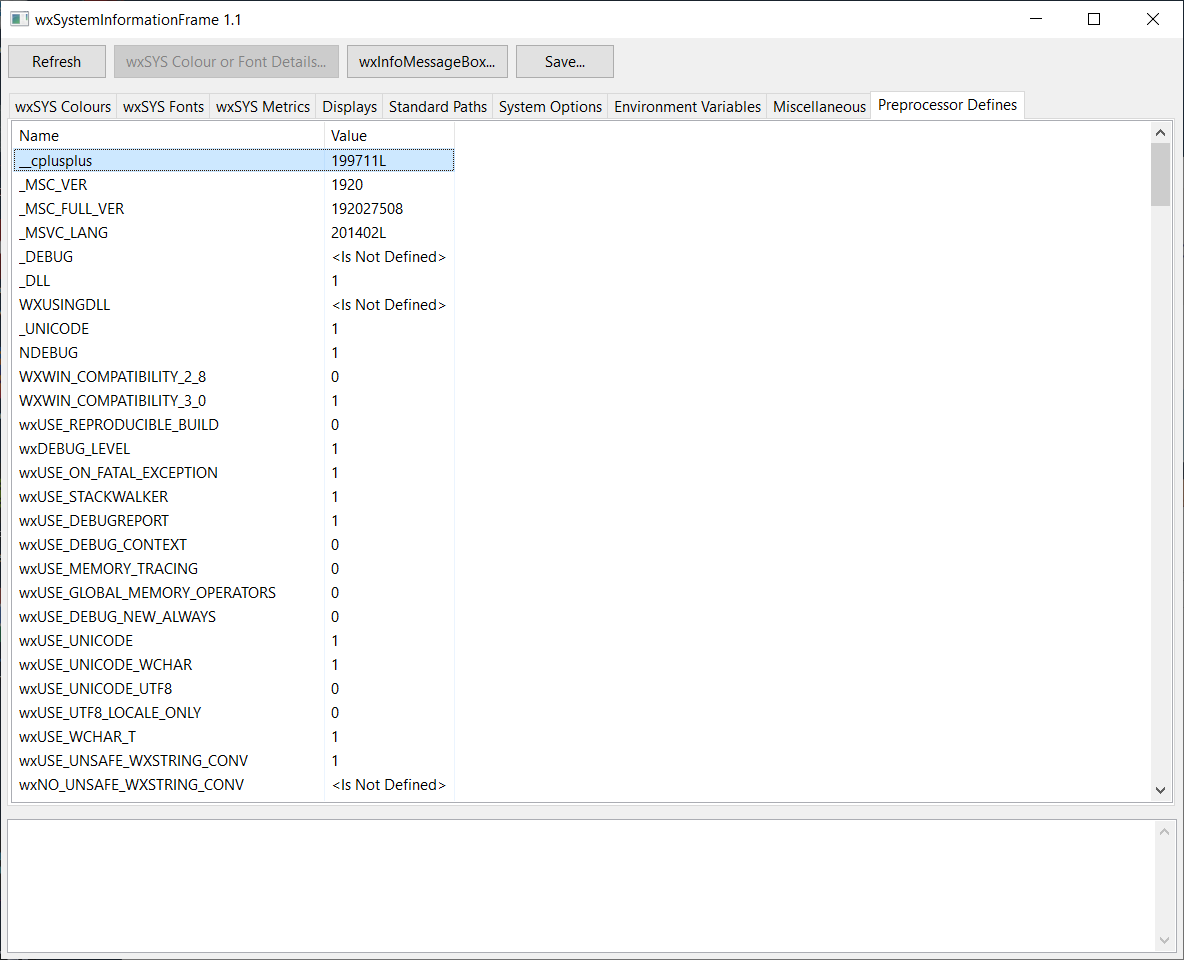 wxSystemInformationFrame 1.1
Refresh wxSYS Colour or Font Details... wxInfoMessageBox... Save...
wxSYS Colours wxSYS Fonts wxSYS Metrics Displays Standard Paths System Options Environment Variables Miscellaneous Preprocessor Defines
Name Value
__cplusplus 199711L
_MSC_VER 1920
_MSC_FULL_VER 192027508
_MSVC_LANG 201402L
_DEBUG <Is Not Defined>
_DLL 1
WXUSINGDLL <Is Not Defined>
_UNICODE 1
NDEBUG 1
WXWIN_COMPATIBILITY_2_8 0
WXWIN_COMPATIBILITY_3_0 1
wxUSE_REPRODUCIBLE_BUILD 0
wxDEBUG_LEVEL 1
wxUSE_ON_FATAL_EXCEPTION 1
wxUSE_STACKWALKER 1
wxUSE_DEBUGREPORT 1
wxUSE_DEBUG_CONTEXT 0
wxUSE_MEMORY_TRACING 0
wxUSE_GLOBAL_MEMORY_OPERATORS 0
wxUSE_DEBUG_NEW_ALWAYS 0
wxUSE_UNICODE 1
wxUSE_UNICODE_WCHAR 1
wxUSE_UNICODE_UTF8 0
wxUSE_UTF8_LOCALE_ONLY 0
wxUSE_WCHAR_T 1
wxUSE_UNSAFE_WXSTRING_CONV 1
wxNO_UNSAFE_WXSTRING_CONV <Is Not Defined>